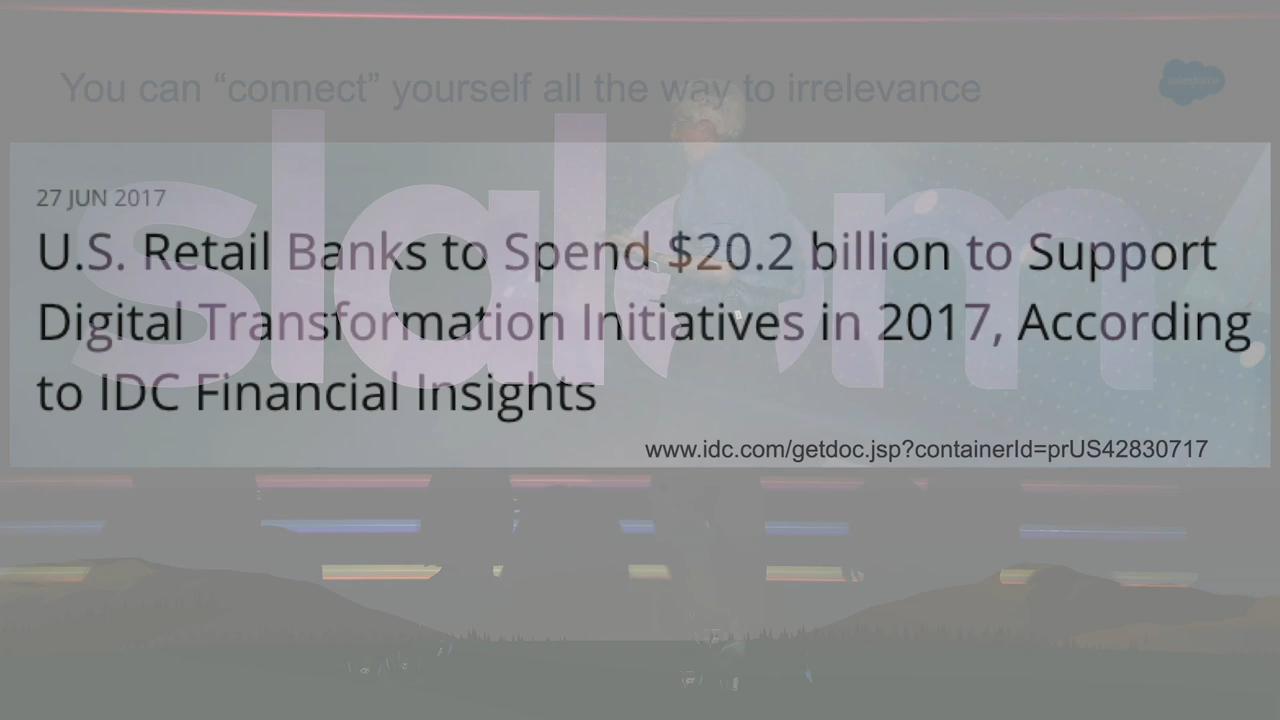 You can “connect” yourself all the way to irrelevance
salesforce
slalom
27 JUN 2017
U.S. Retail Banks to Spend $20.2 billion to Support
Digital Transformation Initiatives in 2017, According
to IDC Financial Insights
www.idc.com/getdoc.jsp?containerId=prUS42830717